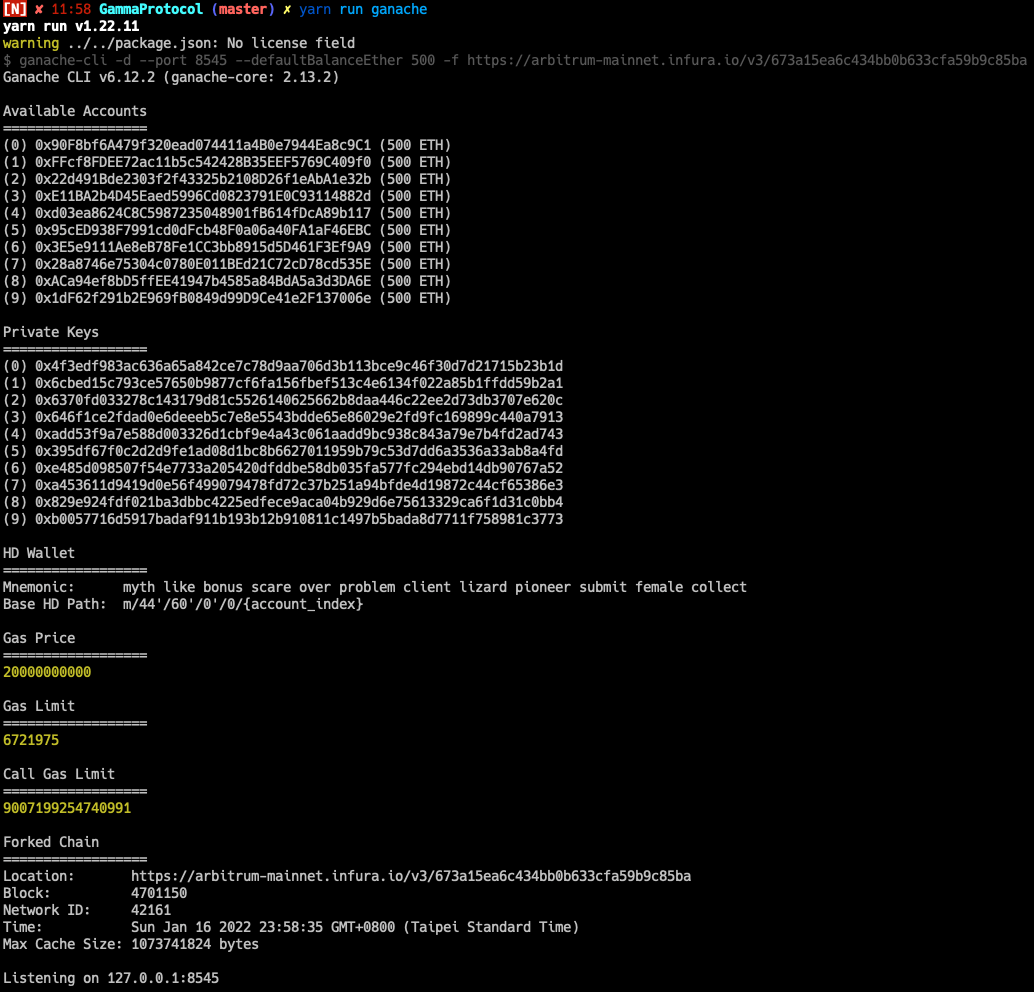 [N] ✘ 11:58 GammaProtocol (master) ✗ yarn run ganache
yarn run v1.22.11
warning ../../package.json: No license field
$ ganache-cli -d --port 8545 --defaultBalanceEther 500 -f https://arbitrum-mainnet.infura.io/v3/673a15ea6c434bb0b633cfa59b9c85ba
Ganache CLI v6.12.2 (ganache-core: 2.13.2)

Available Accounts
==================
(0) 0x90F8bf6A479f320ead074411a4B0e7944Ea8c9C1 (500 ETH)
(1) 0xFFcf8FDEE72ac11b5c542428B35EEF5769C409f0 (500 ETH)
(2) 0x22d491Bde2303f2f43325b2108D26f1eAbA1e32b (500 ETH)
(3) 0xE11BA2b4D45Eaed5996Cd0823791E0C93114882d (500 ETH)
(4) 0xd03ea8624C8C5987235048901fB614fDcA89b117 (500 ETH)
(5) 0x95cED938F7991cd0dFcb48F0a06a40FA1aF46EBC (500 ETH)
(6) 0x3E5e9111Ae8eB78Fe1CC3bb8915d5D461F3Ef9A9 (500 ETH)
(7) 0x28a8746e75304c0780E011BEd21C72cD78cd535E (500 ETH)
(8) 0xACa94ef8bD5ffEE41947b4585a84BdA5a3d3DA6E (500 ETH)
(9) 0x1dF62f291b2E969fB0849d99D9Ce41e2F137006e (500 ETH)

Private Keys
==================
(0) 0x4f3edf983ac636a65a842ce7c78d9aa706d3b113bce9c46f30d7d21715b23b1d
(1) 0x6cbed15c793ce57650b9877cf6fa156fbef513c4e6134f022a85b1ffdd59b2a1
(2) 0x6370fd033278c143179d81c5526140625662b8daa446c22ee2d73db3707e620c
(3) 0x646f1ce2fdad0e6deeeb5c7e8e5543bdde65e86029e2fd9fc169899c440a7913
(4) 0xadd53f9a7e588d003326d1cbf9e4a43c061aadd9bc938c843a79e7b4fd2ad743
(5) 0x395df67f0c2d2d9fe1ad08d1bc8b6627011959b79c53d7dd6a3536a33ab8a4fd
(6) 0xe485d098507f54e7733a205420dfddbe58db035fa577fc294ebd14db90767a52
(7) 0xa453611d9419d0e56f499079478fd72c37b251a94bfde4d19872c44cf65386e3
(8) 0x829e924fdf021ba3dbbc4225edfece9aca04b929d6e75613329ca6f1d31c0bb4
(9) 0xb0057716d5917badaf911b193b12b910811c1497b5bada8d7711f758981c3773

HD Wallet
==================
Mnemonic:      myth like bonus scare over problem client lizard pioneer submit female collect
Base HD Path:  m/44'/60'/0'/0/{account_index}

Gas Price
==================
20000000000

Gas Limit
==================
6721975

Call Gas Limit
==================
9007199254740991

Forked Chain
==================
Location:       https://arbitrum-mainnet.infura.io/v3/673a15ea6c434bb0b633cfa59b9c85ba
Block:          4701150
Network ID:     42161
Time:           Sun Jan 16 2022 23:58:35 GMT+0800 (Taipei Standard Time)
Max Cache Size: 1073741824 bytes

Listening on 127.0.0.1:8545